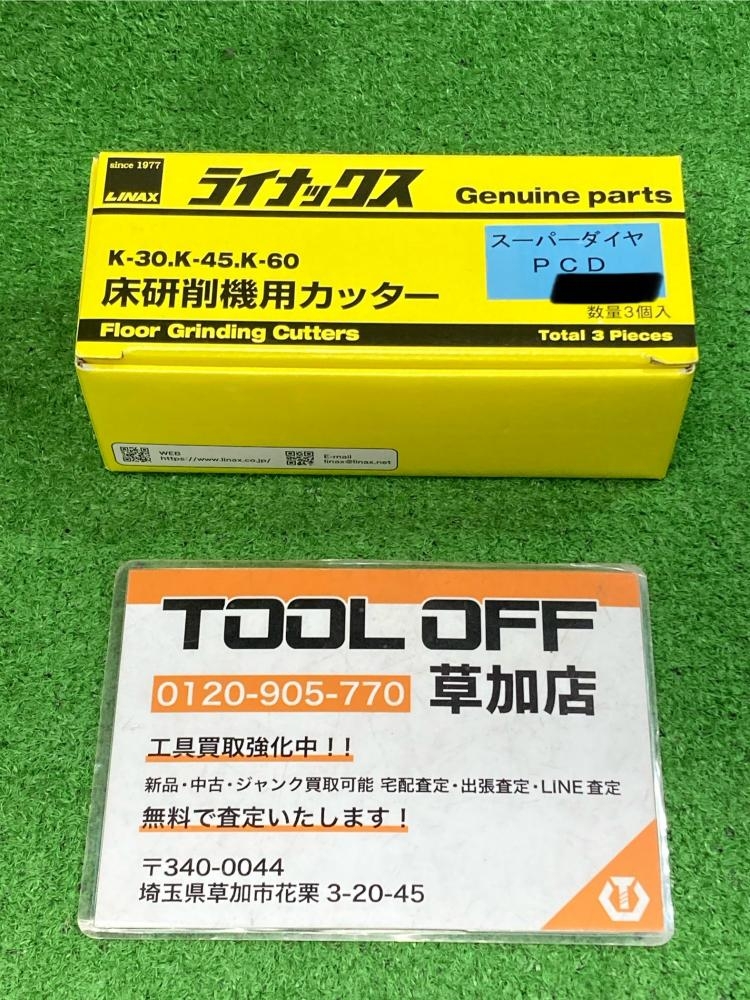 since 1977
LINAX
ライナックス
Genuine parts
K-30.K-45.K-60
床研削機用カッター
スーパーダイヤ
PCD
数量3個入
Floor Grinding Cutters
Total 3 Pieces
WEB
https://www.linax.co.jp/
E-mail
linax@linax.net
TOOL OFF
0120-905-770 草加店
工具買取強化中!!
新品・中古・ジャンク買取可能 宅配査定・出張査定・LINE査定
無料で査定いたします!
〒340-0044
埼玉県草加市花栗 3-20-45